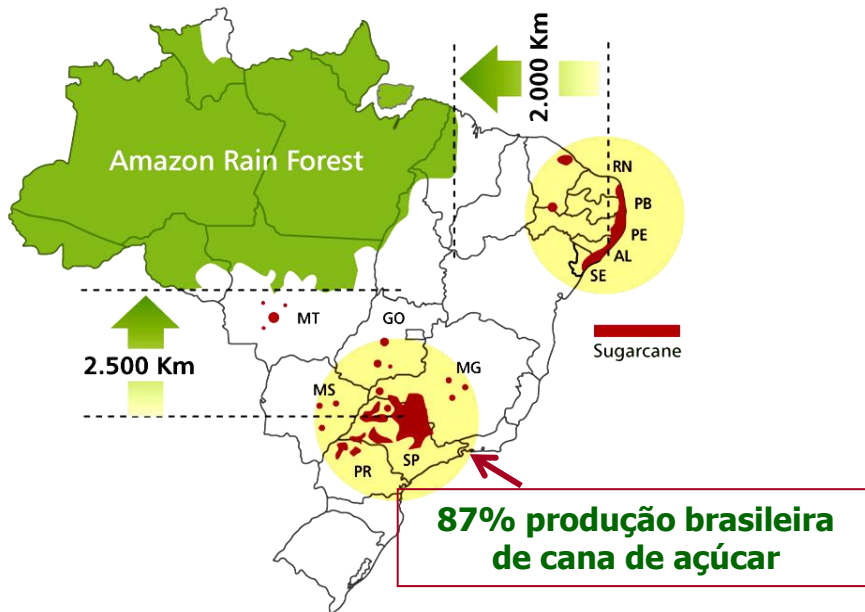 2.000 Km
Amazon Rain Forest
RN
PB
PE
AL
SE
MT
GO
Sugarcane
2.500 Km
MS
MG
SP
PR
87% produção brasileira
de cana de açúcar